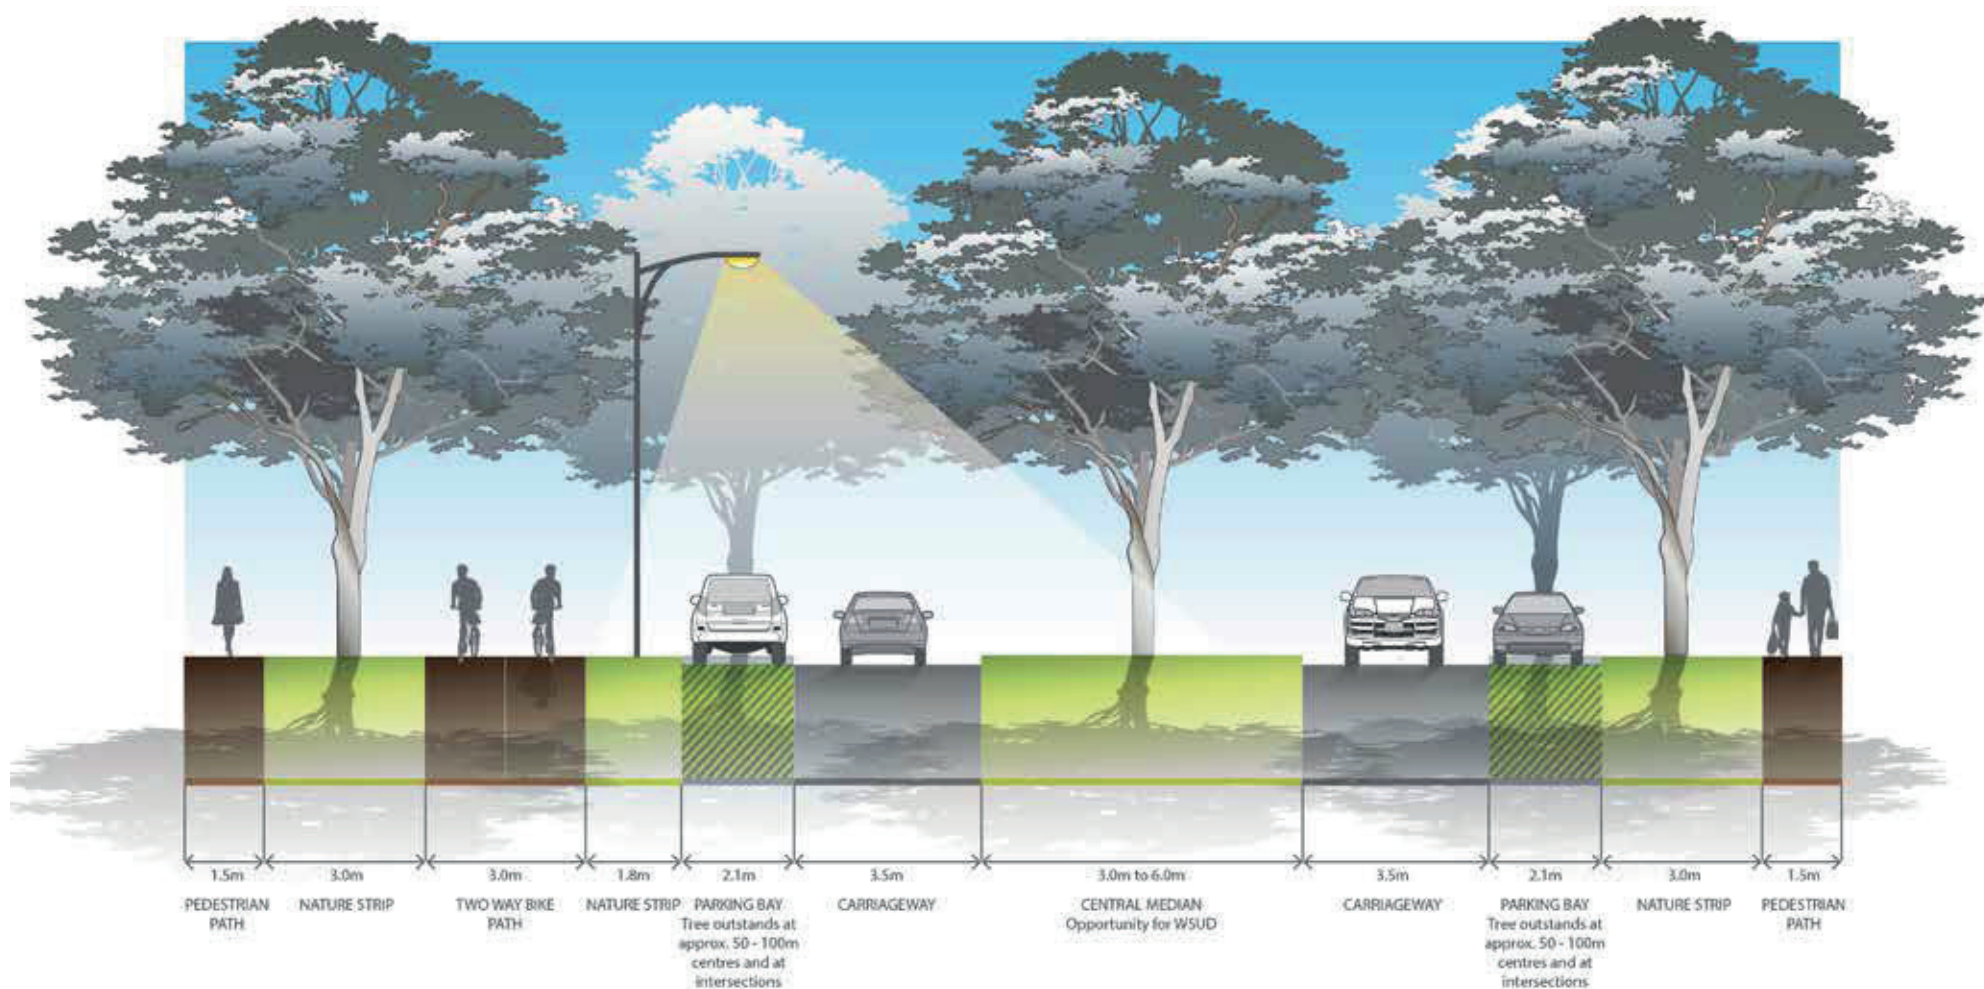 1.5m 3.0m 3.0m 1.8m 2.1m 3.5m 3.0m to 6.0m 3.5m 2.1m 3.0m 1.5m
PEDESTRIAN
PATH
NATURE STRIP
TWO WAY BIKE
PATH
NATURE STRIP
PARKING BAY
Tree outstands at
approx. 50 - 100m
centres and at
intersections
CARRIAGEWAY
CENTRAL MEDIAN
Opportunity for WSUD
CARRIAGEWAY
PARKING BAY
Tree outstands at
approx. 50 - 100m
centres and at
intersections
NATURE STRIP
PEDESTRIAN
PATH